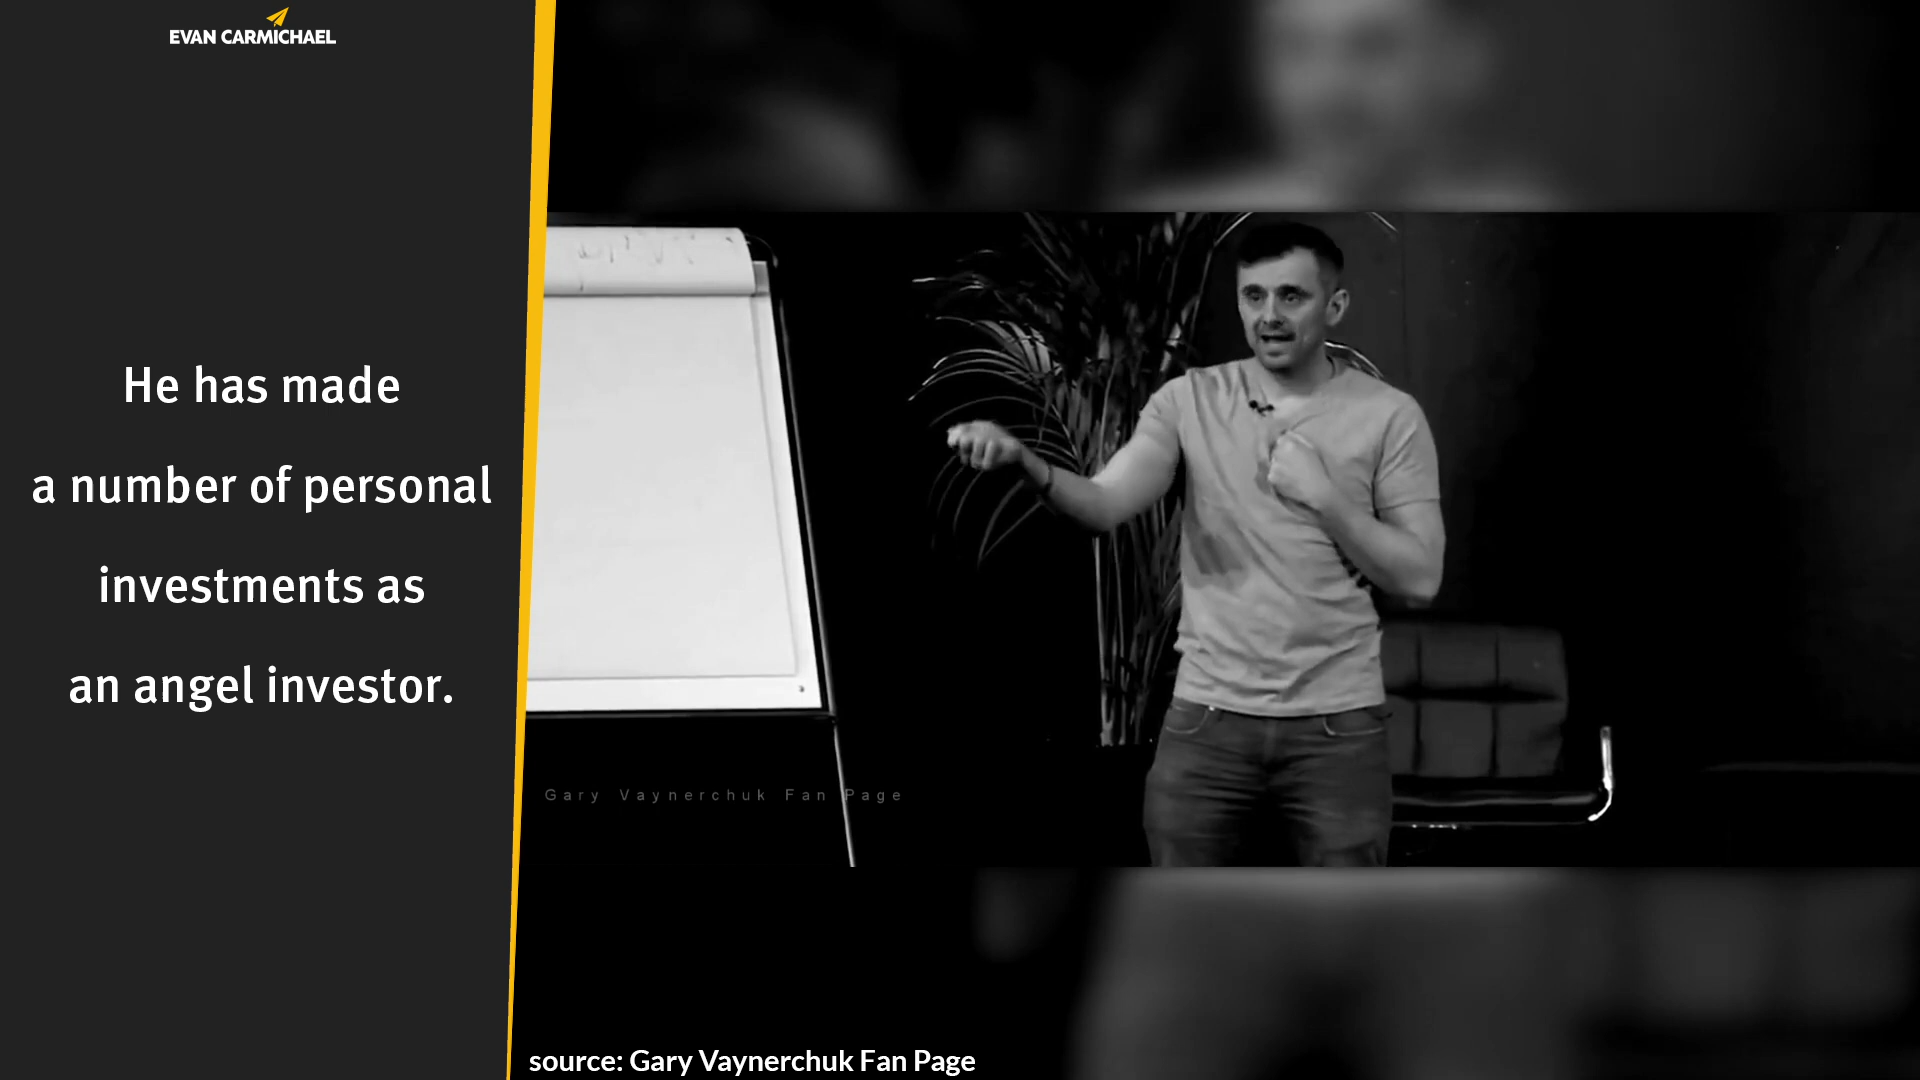 EVAN CARMICHAEL
He has made
a number of personal
investments as
an angel investor.
Gary Vaynerchuk Fan Page
source: Gary Vaynerchuk Fan Page